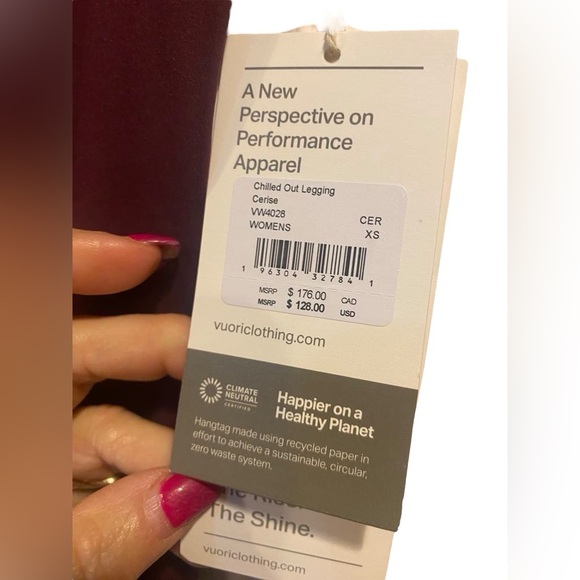 A New
Perspective on
Performance
Apparel
Chilled Out Legging
Cerise
VW4028 CER
WOMENS XS
1 96304 32784 1
MSRP $ 176.00 CAD
MSRP $ 128.00 USD
vuoriclothing.com
CLIMATE
NEUTRAL
CERTIFIED
Happier on a
Healthy Planet
Hangtag made using recycled paper in
effort to achieve a sustainable, circular,
zero waste system.
The Shine.
vuoriclothing.com